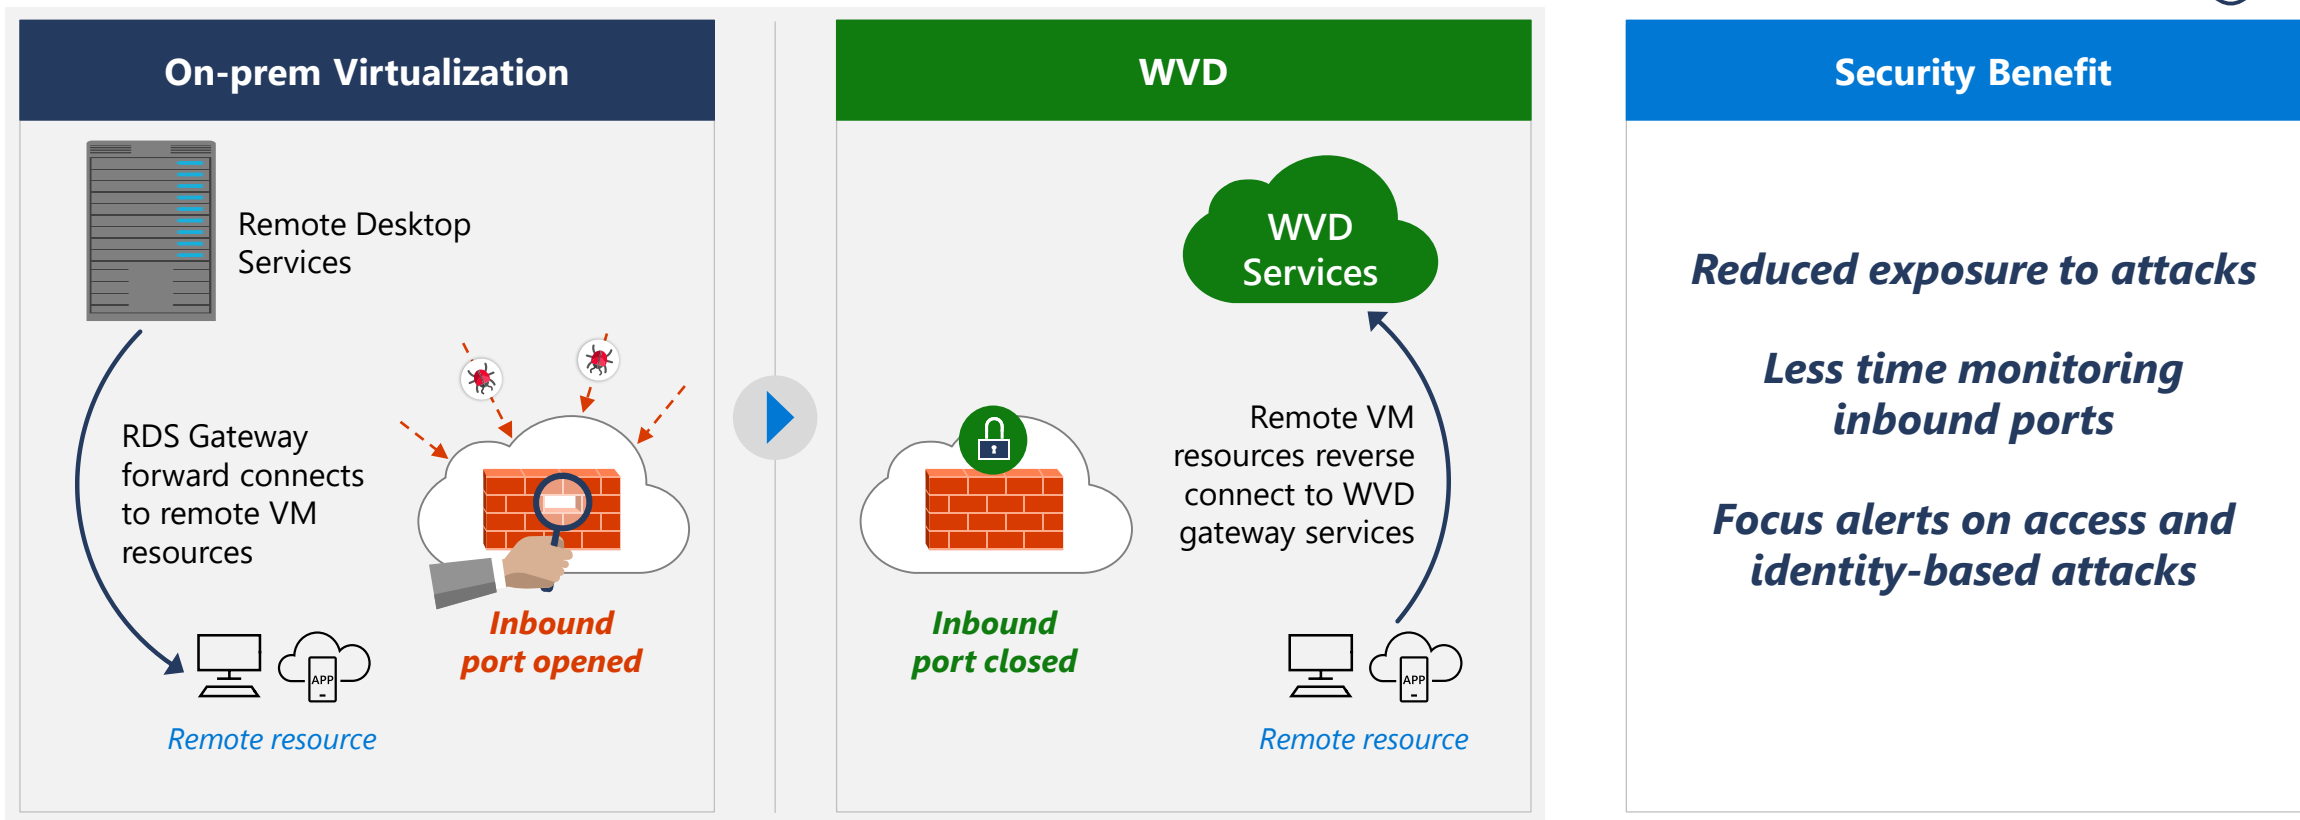 On-prem Virtualization
Remote Desktop
Services
RDS Gateway
forward connects
to remote VM
resources
Inbound
port opened
APP
Remote resource
WVD
WVD
Services
Remote VM
resources reverse
connect to WVD
gateway services
Inbound
port closed
APP
Remote resource
Security Benefit
Reduced exposure to attacks
Less time monitoring
inbound ports
Focus alerts on access and
identity-based attacks